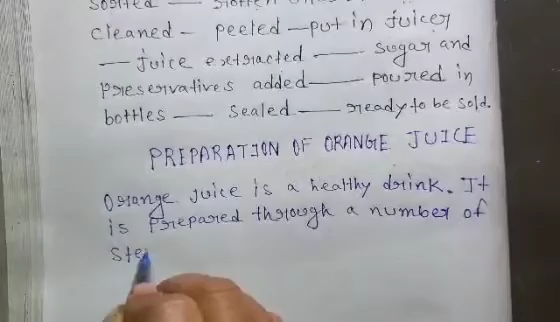 cleaned - peeled - put in juicer
- juice extracted - sugar and
preservatives added - poured in
bottles - sealed - ready to be sold.
PREPARATION OF ORANGE JUICE
Orange juice is a healthy drink. It
is prepared through a number of
ste